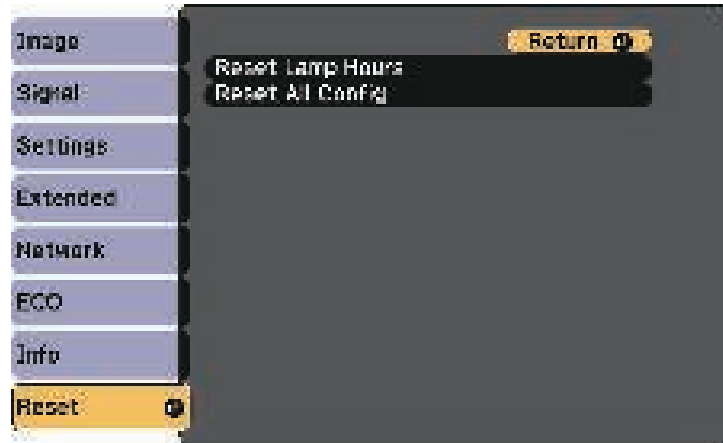 Image
Signal
Settings
Extended
Network
ECO
Info
Reset
Return
Reset Lamp Hours
Reset All Config